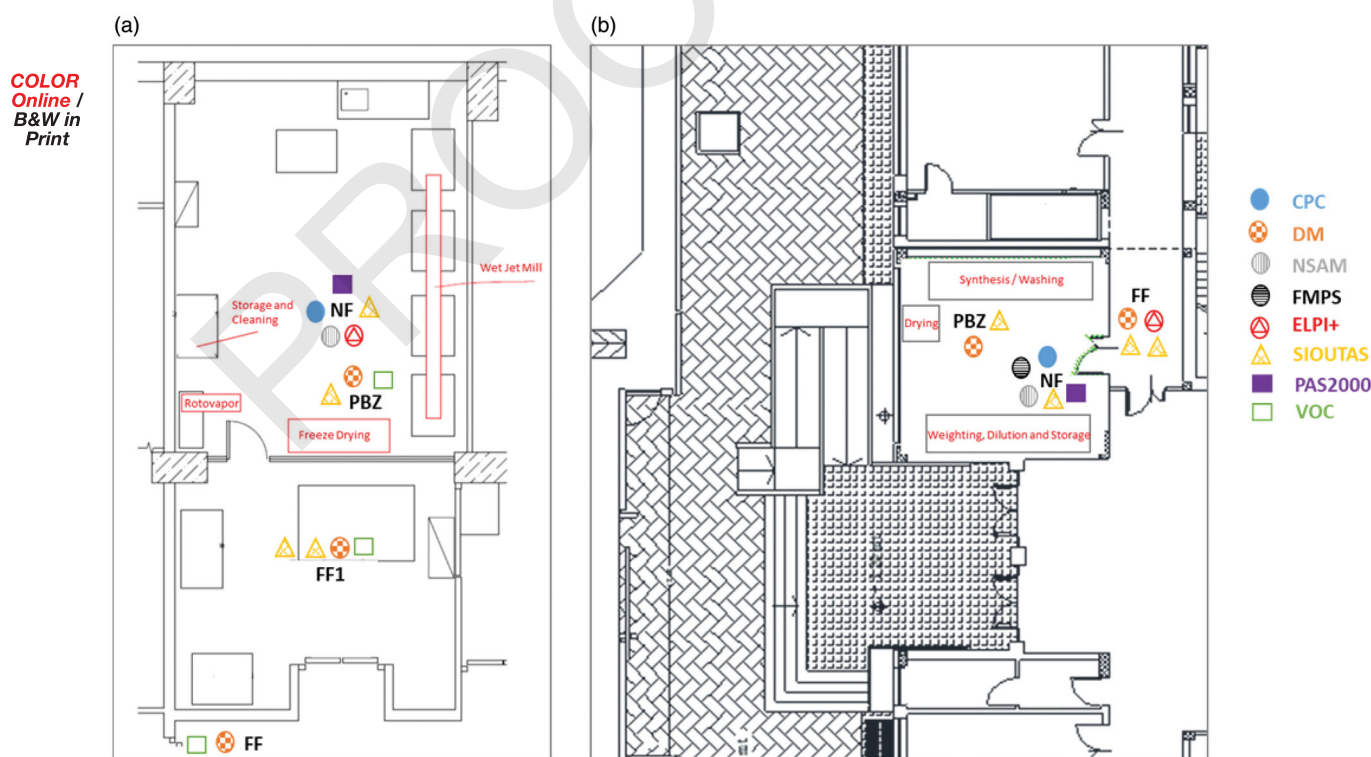 (a)
(b)
COLOR
Online /
B&W in
Print
PROO
Wet Jet Mill
Storage and
Cleaning
NF
PBZ
Rotovapor
Freeze Drying
FF1
FF
Synthesis / Washing
Drying
PBZ
FF
NF
Weighting, Dilution and Storage
CPC
DM
NSAM
FMPS
ELPI+
SIOUTAS
PAS2000
VOC